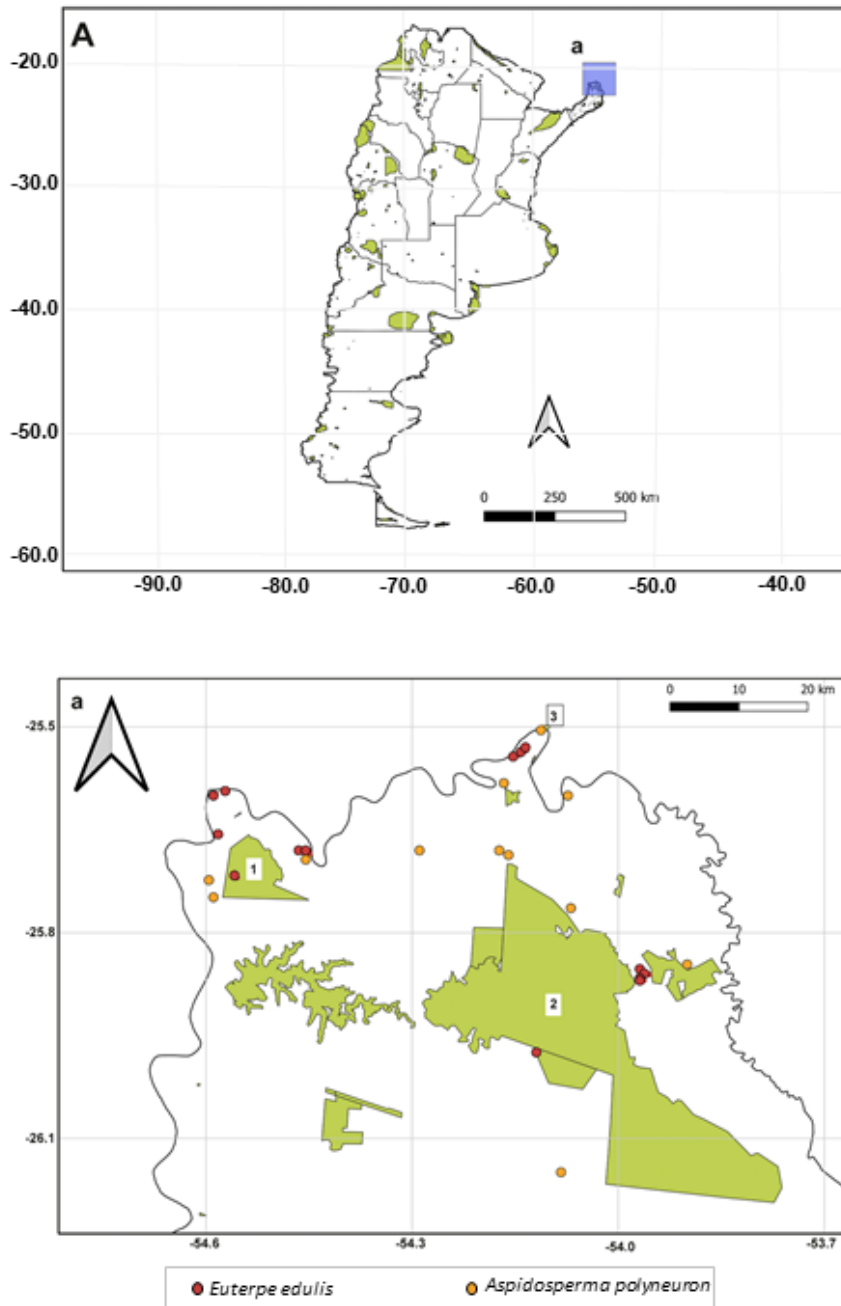 A
a
-20.0
-30.0
-40.0
-50.0
-60.0
0 250 500 km
-90.0 -80.0 -70.0 -60.0 -50.0 -40.0
a
0 10 20 km
-25.5
3
1
-25.8
2
-26.1
-54.6 -54.3 -54.0 -53.7
Euterpe edulis Aspidosperma polyneuron